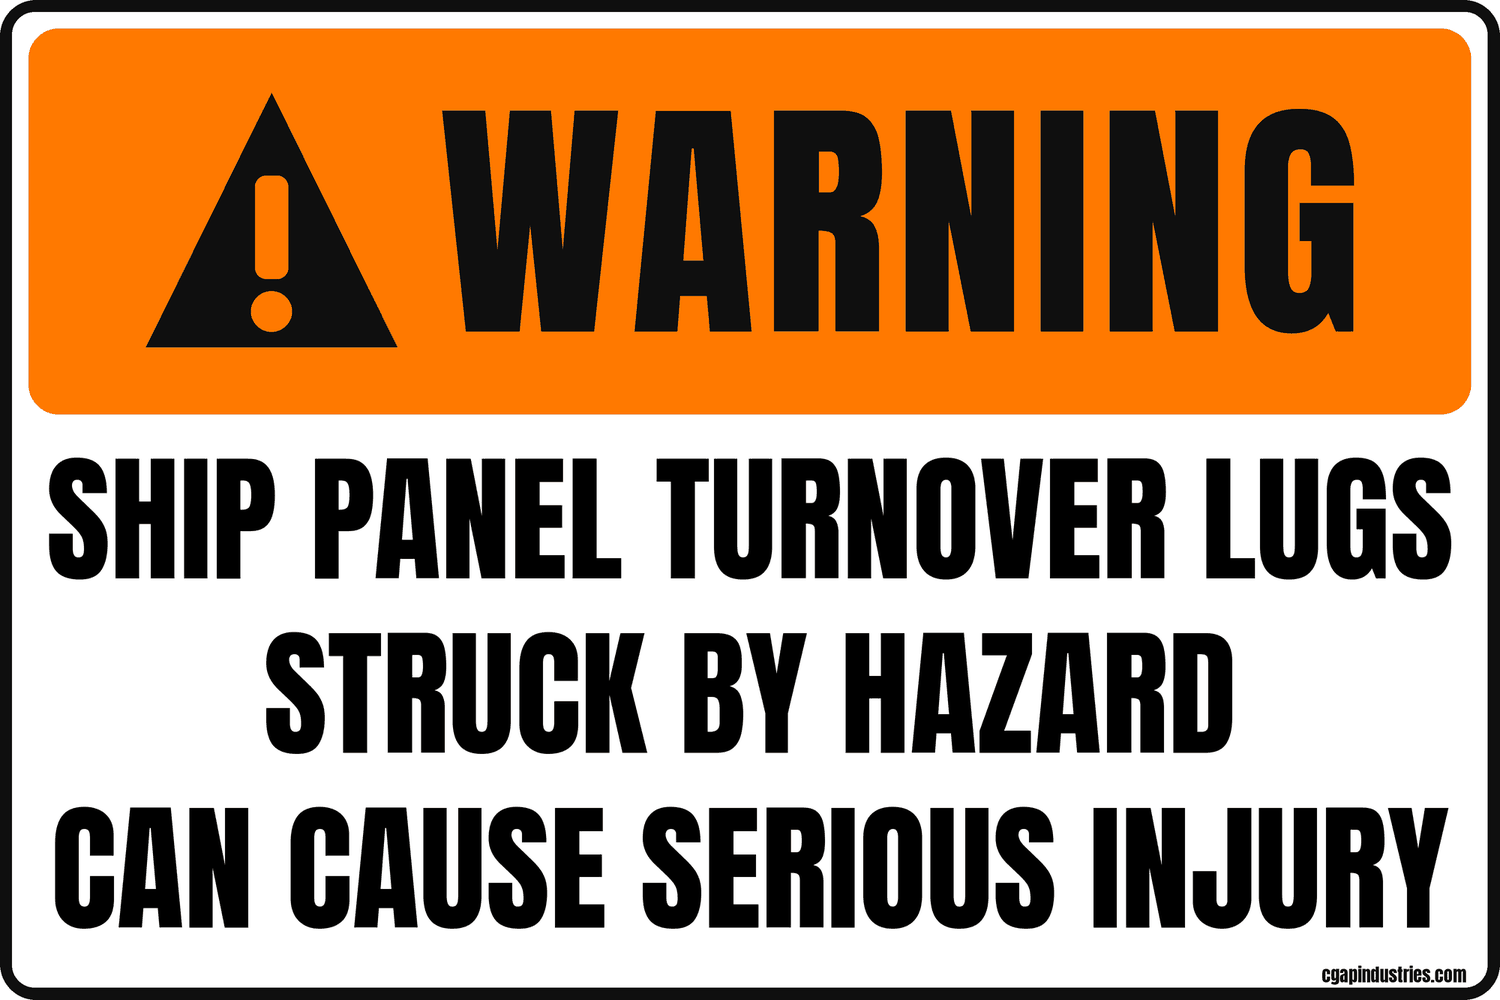 WARNING
SHIP PANEL TURNOVER LUGS
STRUCK BY HAZARD
CAN CAUSE SERIOUS INJURY
cgapindustries.com